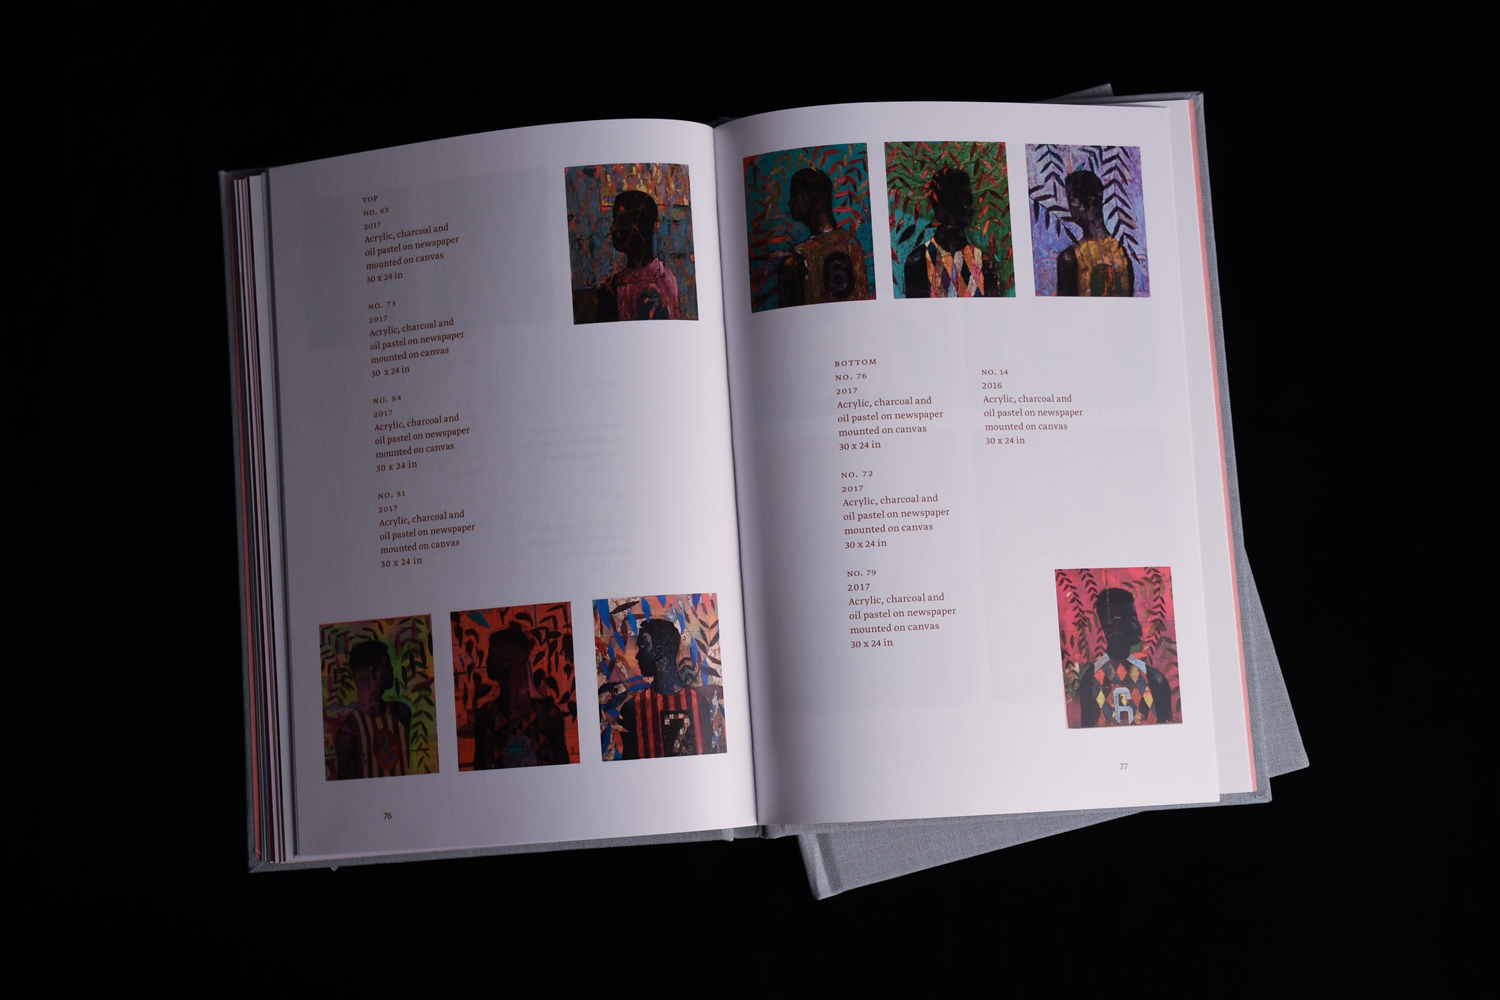 TOP
NO. 63
2017
Acrylic, charcoal and
oil pastel on newspaper
mounted on canvas
30 x 24 in
NO. 73
2017
Acrylic, charcoal and
oil pastel on newspaper
mounted on canvas
30 x 24 in
NO. 94
2017
Acrylic, charcoal and
oil pastel on newspaper
mounted on canvas
30 x 24 in
NO. 51
2017
Acrylic, charcoal and
oil pastel on newspaper
mounted on canvas
30 x 24 in
7
76
6
BOTTOM
NO. 76
2017
Acrylic, charcoal and
oil pastel on newspaper
mounted on canvas
30 x 24 in
NO. 72
2017
Acrylic, charcoal and
oil pastel on newspaper
mounted on canvas
30 x 24 in
NO. 79
2017
Acrylic, charcoal and
oil pastel on newspaper
mounted on canvas
30 x 24 in
NO. 14
2016
Acrylic, charcoal and
oil pastel on newspaper
mounted on canvas
30 x 24 in
6
77